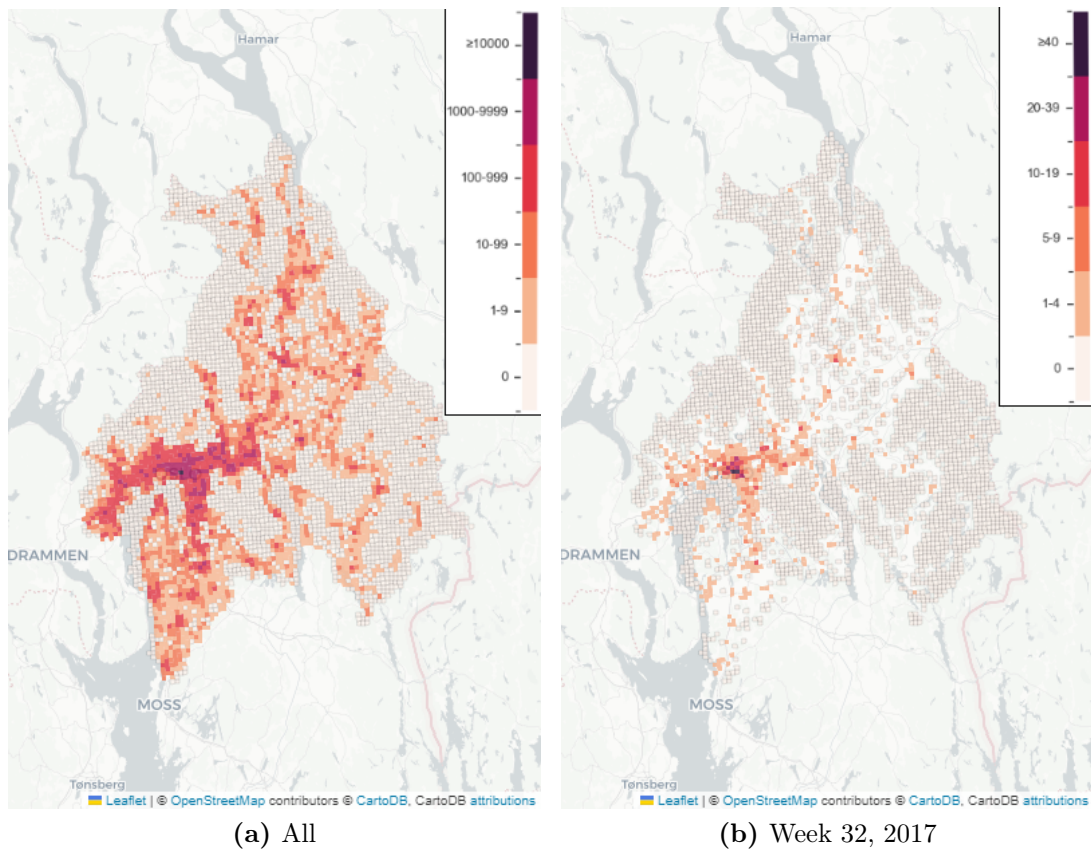 Hamar
≥10000
1000-9999
100-999
10-99
1-9
0
DRAMMEN
MOSS
Tønsberg
Leaflet | © OpenStreetMap contributors © CartoDB, CartoDB attributions
(a) All
Hamar
≥40
20-39
10-19
5-9
1-4
0
DRAMMEN
MOSS
Tønsberg
Leaflet | © OpenStreetMap contributors © CartoDB, CartoDB attributions
(b) Week 32, 2017